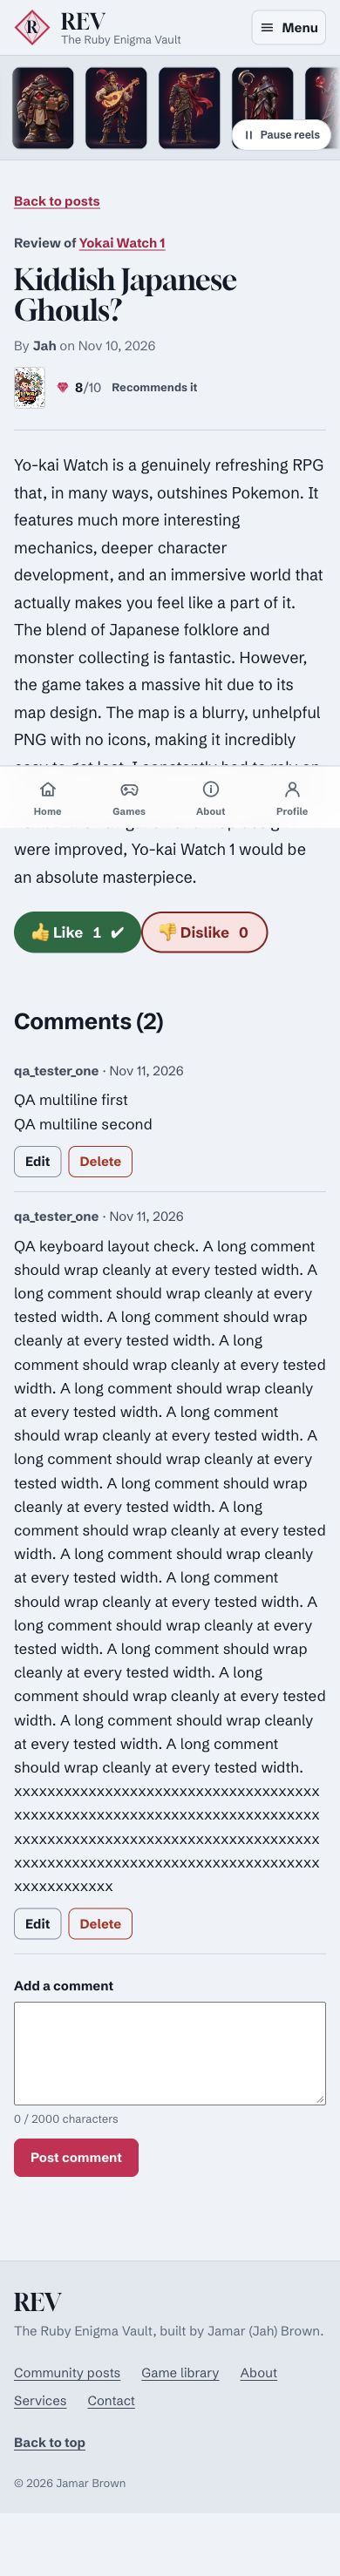 REV
The Ruby Enigma Vault
Menu
Pause reels
Back to posts
Review of Yokai Watch 1
Kiddish Japanese
Ghouls?
By Jah on Nov 10, 2026
8/10 Recommends it
Yo-kai Watch is a genuinely refreshing RPG
that, in many ways, outshines Pokemon. It
features much more interesting
mechanics, deeper character
development, and an immersive world that
actually makes you feel like a part of it.
The blend of Japanese folklore and
monster collecting is fantastic. However,
the game takes a massive hit due to its
map design. The map is a blurry, unhelpful
PNG with no icons, making it incredibly
Home
Games
About
Profile
were improved, Yo-kai Watch 1 would be
an absolute masterpiece.
👍 Like 1 ✔
👎 Dislike 0
Comments (2)
qa_tester_one · Nov 11, 2026
QA multiline first
QA multiline second
Edit Delete
qa_tester_one · Nov 11, 2026
QA keyboard layout check. A long comment
should wrap cleanly at every tested width. A
long comment should wrap cleanly at every
tested width. A long comment should wrap
cleanly at every tested width. A long
comment should wrap cleanly at every tested
width. A long comment should wrap cleanly
at every tested width. A long comment
should wrap cleanly at every tested width. A
long comment should wrap cleanly at every
tested width. A long comment should wrap
cleanly at every tested width. A long
comment should wrap cleanly at every tested
width. A long comment should wrap cleanly
at every tested width. A long comment
should wrap cleanly at every tested width. A
long comment should wrap cleanly at every
tested width. A long comment should wrap
cleanly at every tested width. A long
comment should wrap cleanly at every tested
width. A long comment should wrap cleanly
at every tested width. A long comment
should wrap cleanly at every tested width.
xxxxxxxxxxxxxxxxxxxxxxxxxxxxxxxxxxxxx
xxxxxxxxxxxxxxxxxxxxxxxxxxxxxxxxxxxxx
xxxxxxxxxxxxxxxxxxxxxxxxxxxxxxxxxxxxx
xxxxxxxxxxxxxxxxxxxxxxxxxxxxxxxxxxxxx
xxxxxxxxxxxx
Edit Delete
Add a comment
0 / 2000 characters
Post comment
REV
The Ruby Enigma Vault, built by Jamar (Jah) Brown.
Community posts Game library About
Services Contact
Back to top
© 2026 Jamar Brown